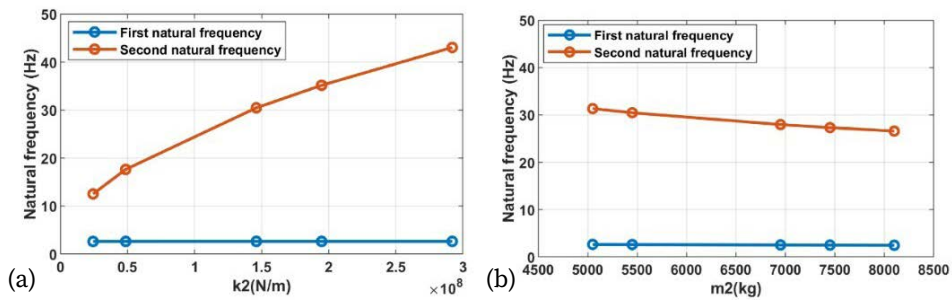 50
40
30
20
10
0
Natural frequency (Hz)
First natural frequency
Second natural frequency
0 0.5 1 1.5 2 2.5 3
×10⁸
k2(N/m)
(a)
50
40
30
20
10
0
Natural frequency (Hz)
First natural frequency
Second natural frequency
4500 5000 5500 6000 6500 7000 7500 8000 8500
m2(kg)
(b)